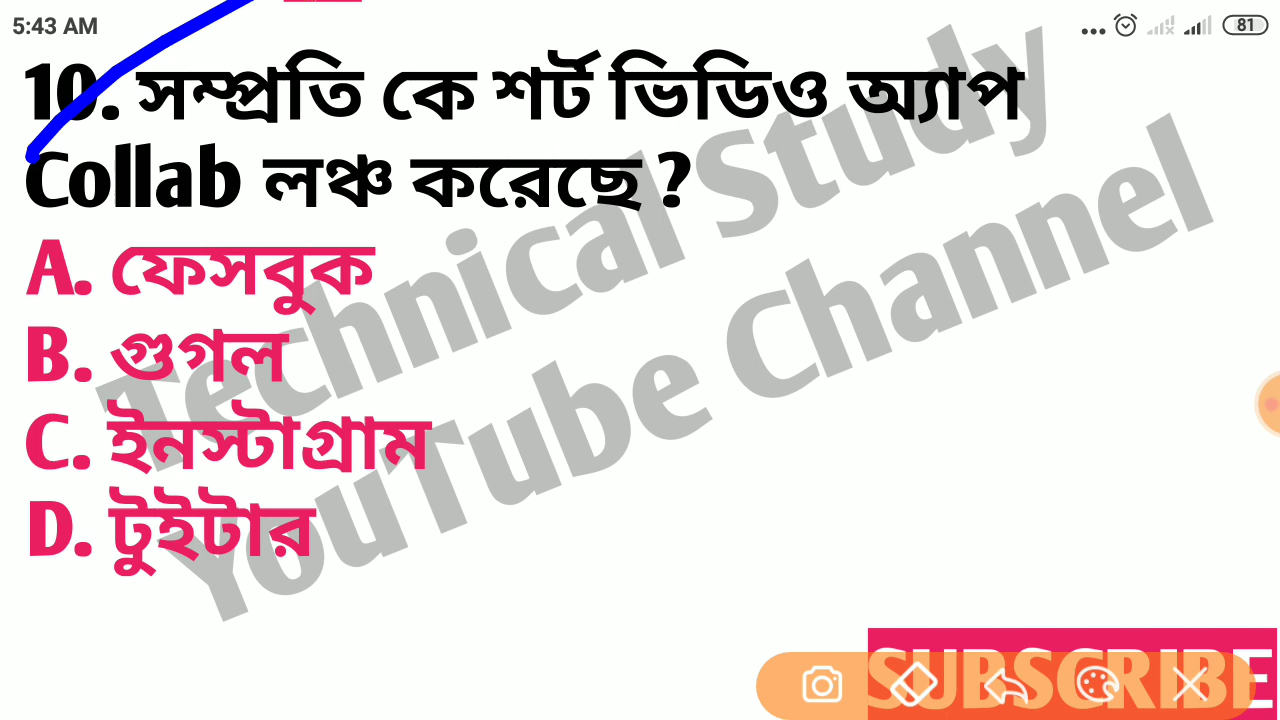 5:43 AM
81
10. সম্প্রতি কে শর্ট ভিডিও অ্যাপ
Collab লঞ্চ করেছে ?
A. ফেসবুক
B. গুগল
C. ইনস্টাগ্রাম
D. টুইটার
Technical Study
YouTube Channel
SUBSCRIBE